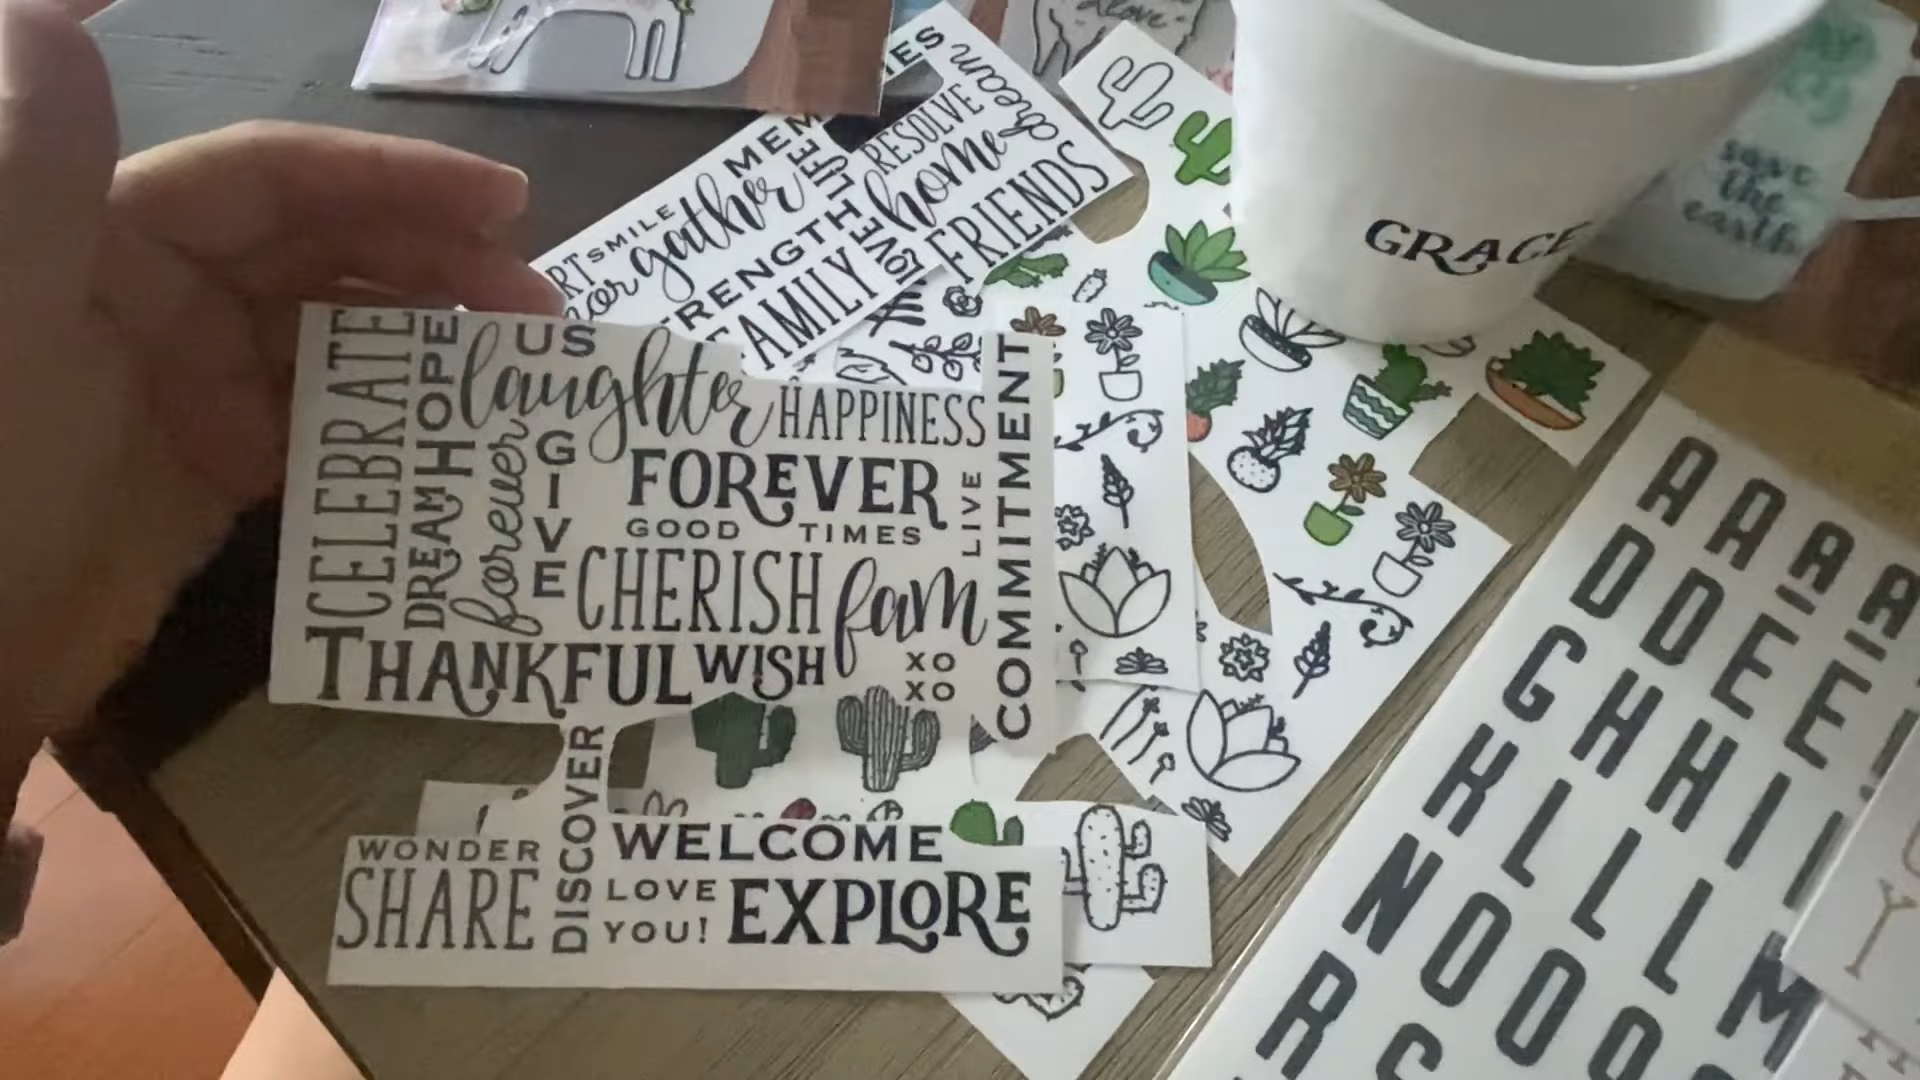 MEM
RESOLVE
dream
SMILE
gather
LIFE
home
LOVE
FRIENDS
GRACE
save
the
earth
CELEBRATE
HOPE
US
laughter
HAPPINESS
COMMITMENT
DREAM
forever
GIVE
FOREVER
LIVE
GOOD TIMES
CHERISH
fam
THANKFUL
WISH
XO
XO
DISCOVER
WONDER
WELCOME
SHARE
LOVE
YOU!
EXPLORE
A A A A
D D E E
G H H I I
K L L L M
N O O O
R S